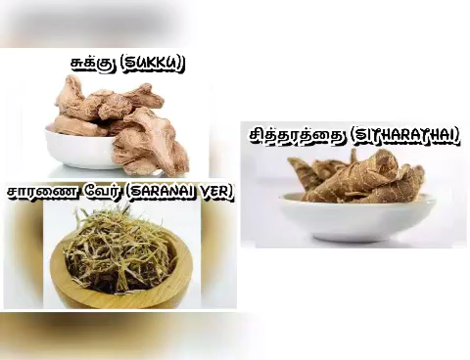 சுக்கு (SUKKU)
சித்தரத்தை (SITHARATHAI)
சாரணை வேர் (SARANAI VER)